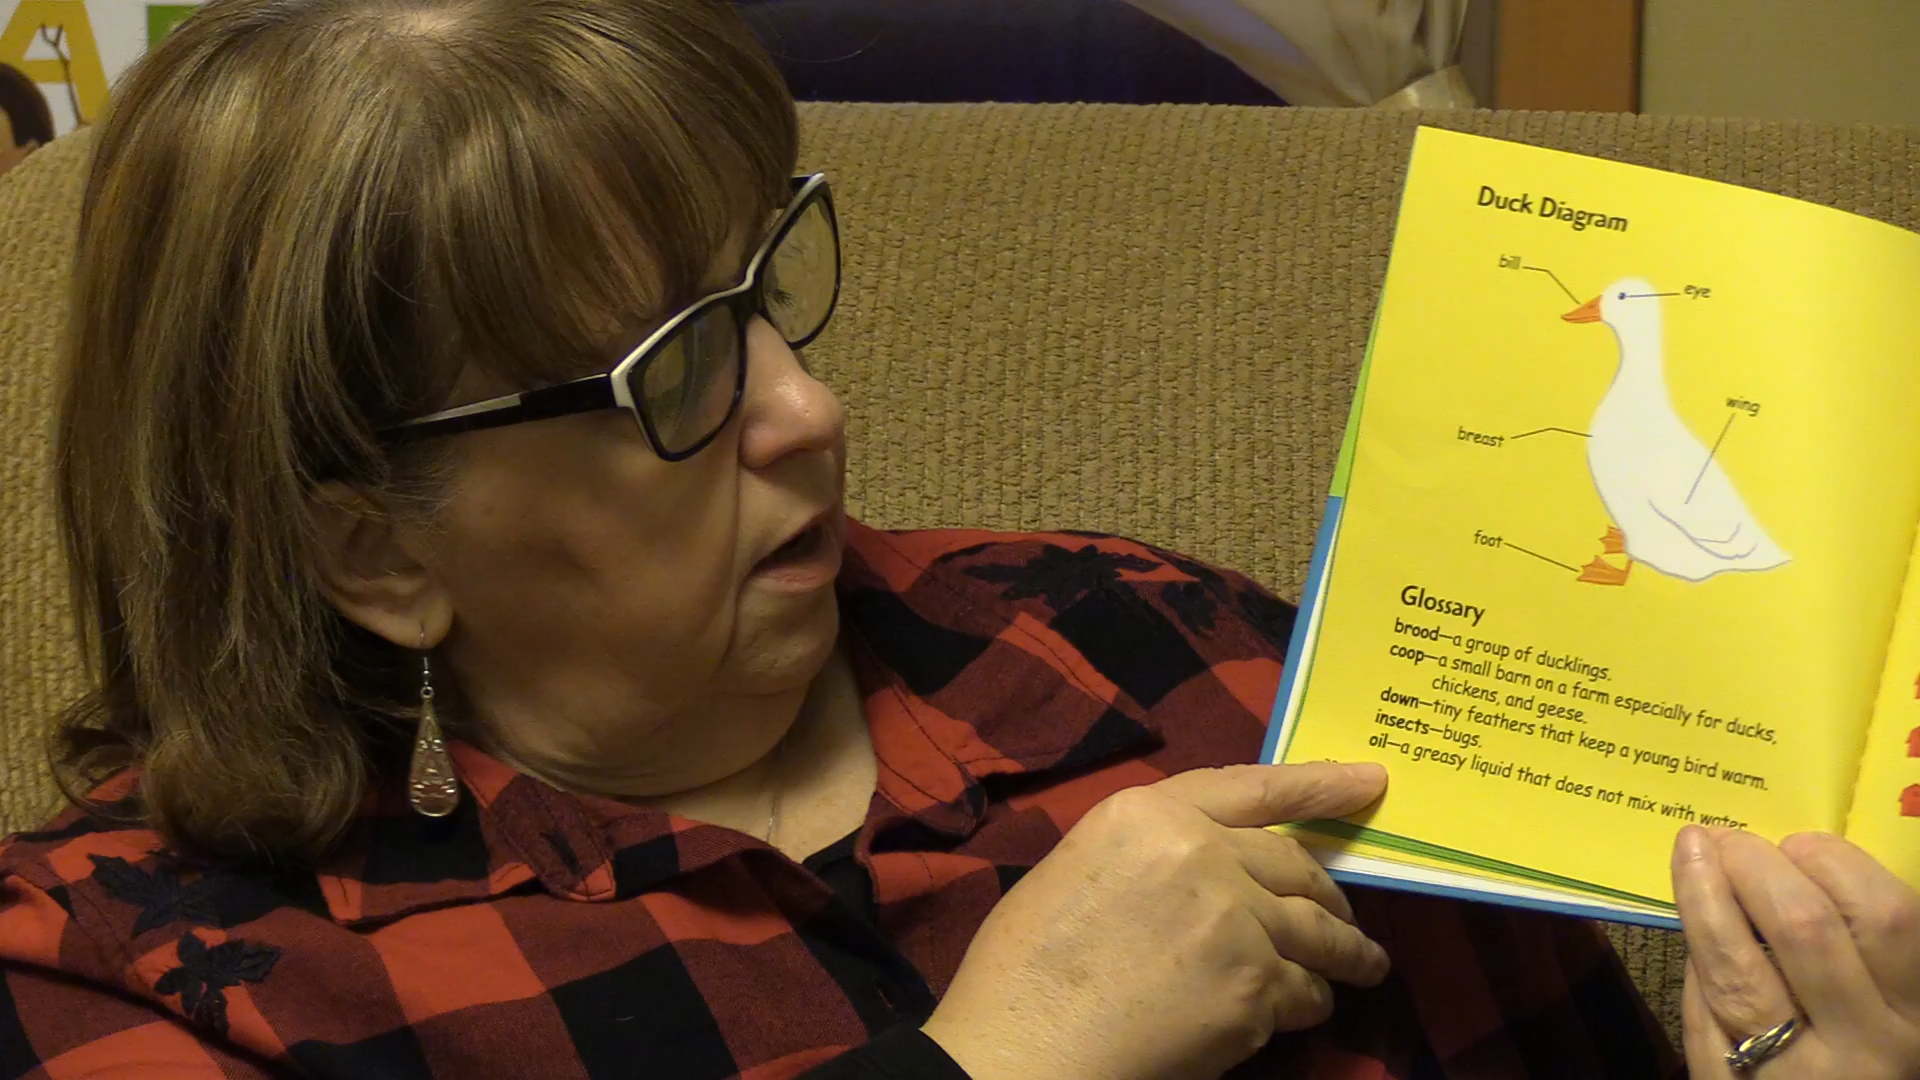 A
Duck Diagram
bill
eye
wing
breast
foot
Glossary
brood—a group of ducklings.
coop—a small barn on a farm especially for ducks,
chickens, and geese.
down—tiny feathers that keep a young bird warm.
insects—bugs.
oil—a greasy liquid that does not mix with water